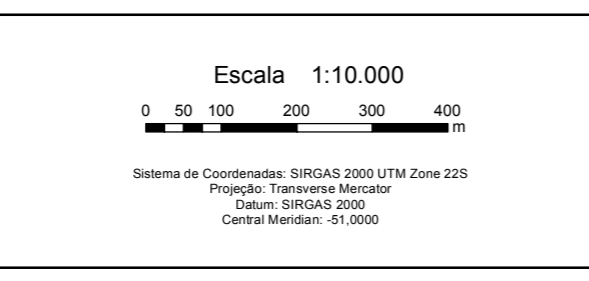 Escala 1:10.000
0 50 100 200 300 400
m
Sistema de Coordenadas: SIRGAS 2000 UTM Zone 22S
Projeção: Transverse Mercator
Datum: SIRGAS 2000
Central Meridian: -51,0000